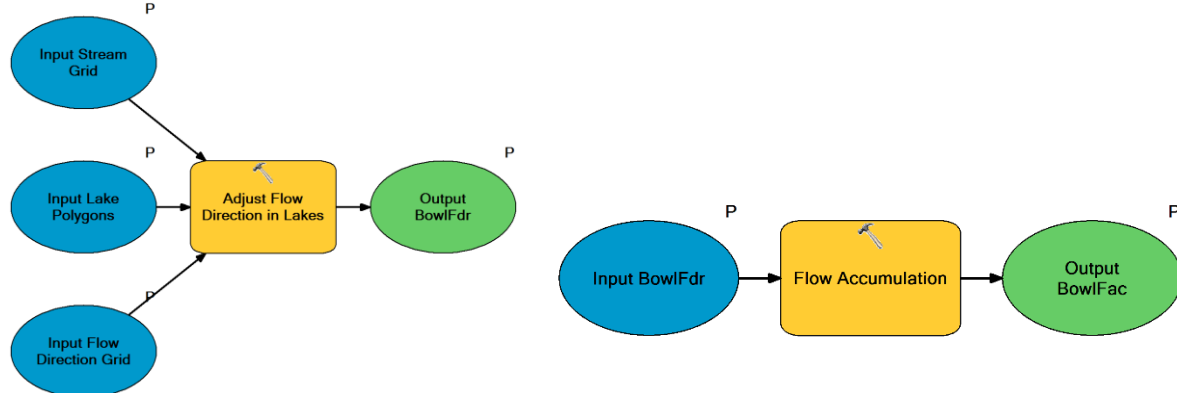 P
Input Stream
Grid
P
Input Lake
Polygons
Adjust Flow
Direction in Lakes
P
Output
BowlFdr
P
Input Flow
Direction Grid
P
Input BowlFdr
Flow Accumulation
P
Output
BowlFac